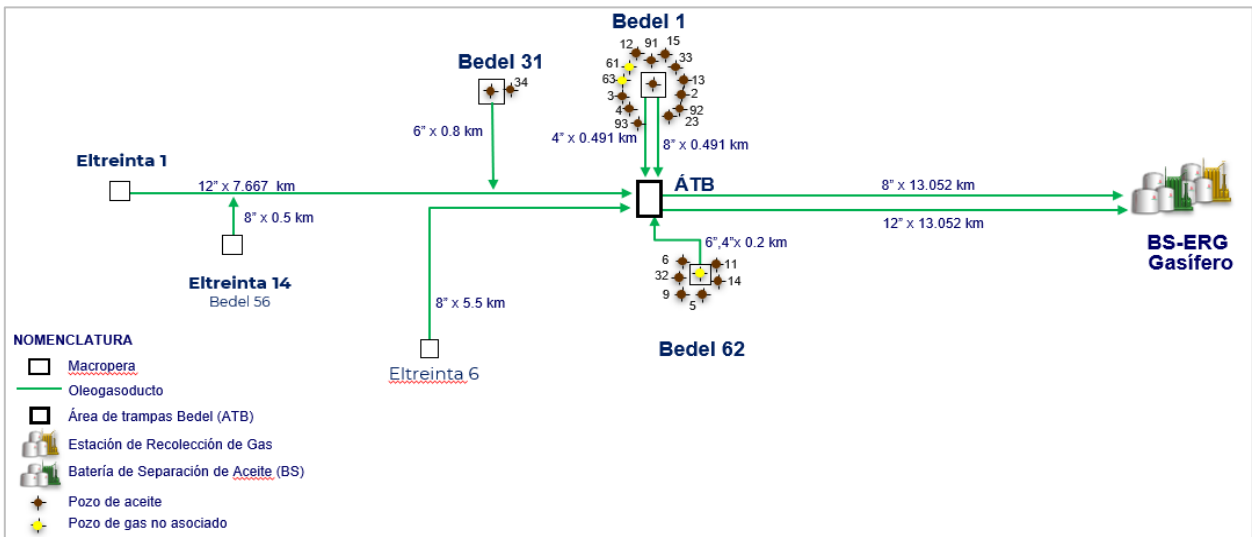 Bedel 1
12
91
15
61
33
63
13
3
2
4
92
93
23
Bedel 31
34
6” x 0.8 km
4” x 0.491 km
8” x 0.491 km
Eltreinta 1
12” x 7.667 km
ÁTB
8” x 13.052 km
8” x 0.5 km
12” x 13.052 km
BS-ERG
Gasífero
6”,4”x 0.2 km
Eltreinta 14
Bedel 56
6
11
32
14
9
5
8” x 5.5 km
Bedel 62
Eltreinta 6
NOMENCLATURA
Macropera
Oleogasoducto
Área de trampas Bedel (ATB)
Estación de Recolección de Gas
Batería de Separación de Aceite (BS)
Pozo de aceite
Pozo de gas no asociado